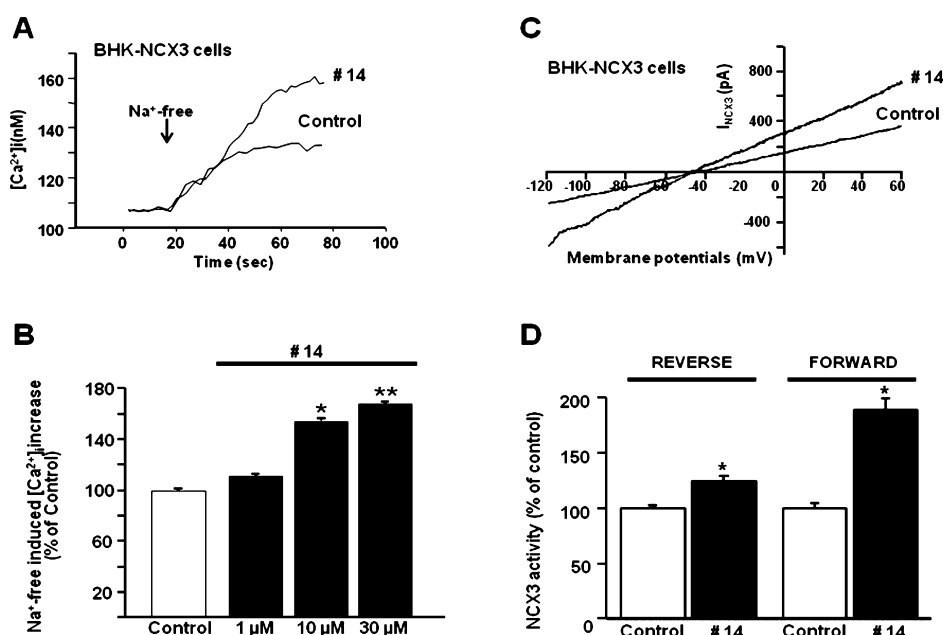 A
BHK-NCX3 cells
# 14
Na⁺-free
Control
[Ca²⁺]i(nM)
160
140
120
100
0 20 40 60 80 100
Time (sec)
B
# 14
Na⁺-free induced [Ca²⁺]ᵢincrease
(% of Control)
180
140
100
60
20
*
**
Control 1 µM 10 µM 30 µM
C
BHK-NCX3 cells
I NCX3 (pA)
800
400
-400
# 14
Control
-120 -100 -80 -60 -40 -20 0 20 40 60
Membrane potentials (mV)
D
REVERSE FORWARD
NCX3 activity (% of control)
200
150
100
50
0
*
*
Control # 14 Control # 14